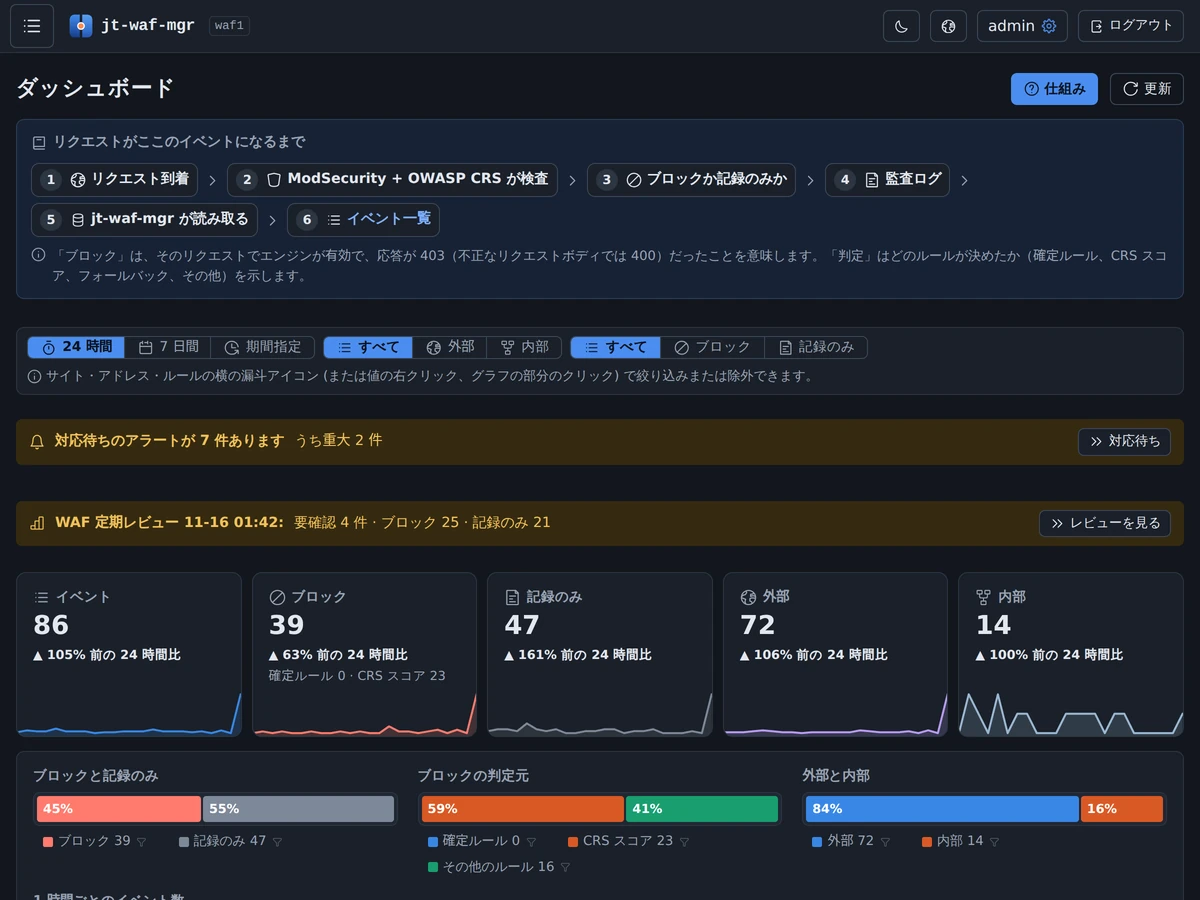 jt-waf-mgr waf1 admin ログアウト
ダッシュボード 仕組み 更新
リクエストがここのイベントになるまで
1 リクエスト到着 2 ModSecurity + OWASP CRS が検査 3 ブロックか記録のみか 4 監査ログ
5 jt-waf-mgr が読み取る 6 イベント一覧
「ブロック」は、そのリクエストでエンジンが有効で、応答が 403（不正なリクエストボディでは 400）だったことを意味します。「判定」はどのルールが決めたか（確定ルール、CRS スコ
ア、フォールバック、その他）を示します。
24 時間 7 日間 期間指定 すべて 外部 内部 すべて ブロック 記録のみ
サイト・アドレス・ルールの横の漏斗アイコン (または値の右クリック、グラフの部分のクリック) で絞り込みまたは除外できます。
対応待ちのアラートが 7 件あります うち重大 2 件 対応待ち
WAF 定期レビュー 11-16 01:42: 要確認 4 件 · ブロック 25 · 記録のみ 21 レビューを見る
イベント ブロック 記録のみ 外部 内部
86 39 47 72 14
▲ 105% 前の 24 時間比 ▲ 63% 前の 24 時間比 ▲ 161% 前の 24 時間比 ▲ 106% 前の 24 時間比 ▲ 100% 前の 24 時間比
確定ルール 0 · CRS スコア 23
ブロックと記録のみ ブロックの判定元 外部と内部
45% 55% 59% 41% 84% 16%
ブロック 39 記録のみ 47 確定ルール 0 CRS スコア 23 外部 72 内部 14
その他のルール 16
1 時間ごとのイベント数